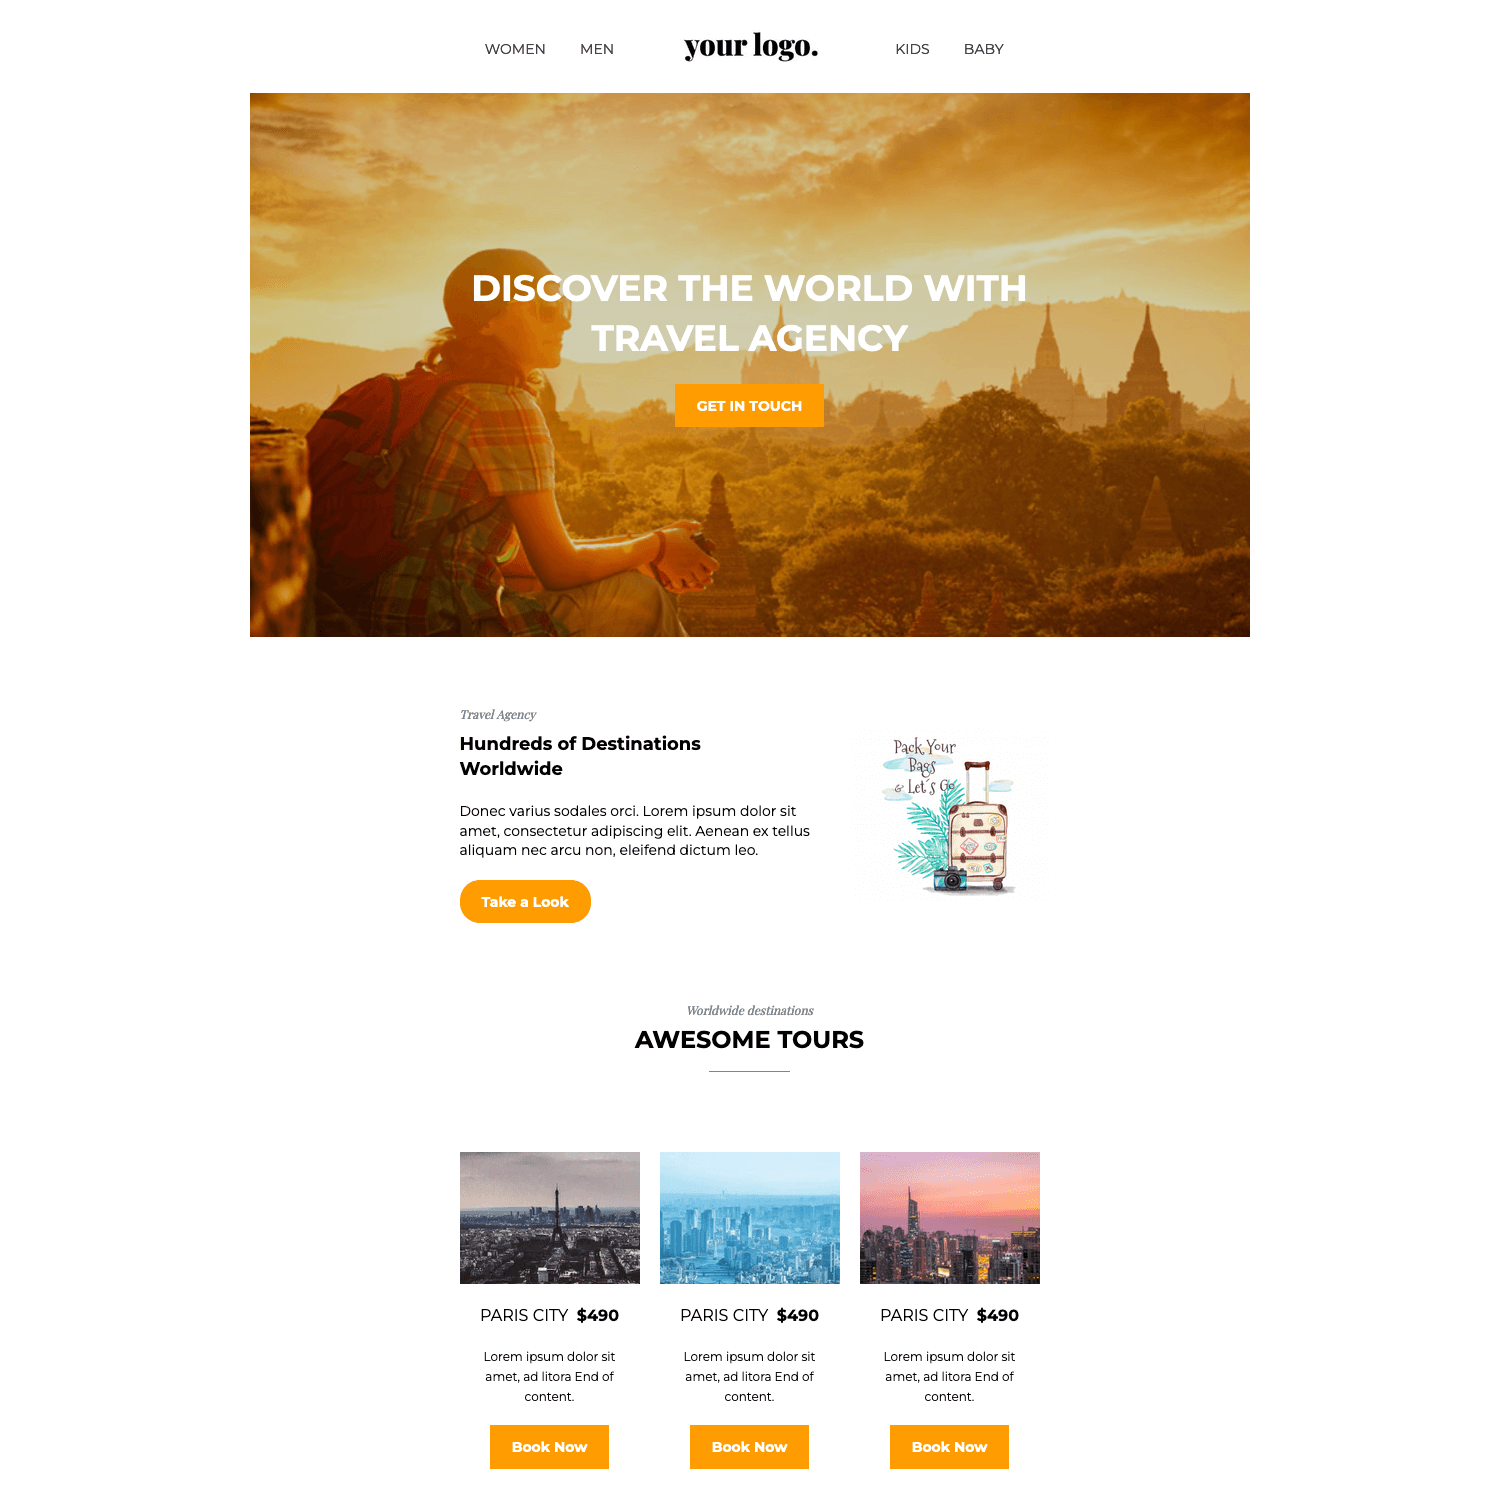 WOMEN MEN your logo. KIDS BABY
DISCOVER THE WORLD WITH
TRAVEL AGENCY
GET IN TOUCH
Travel Agency
Hundreds of Destinations
Worldwide
Donec varius sodales orci. Lorem ipsum dolor sit
amet, consectetur adipiscing elit. Aenean ex tellus
aliquam nec arcu non, eleifend dictum leo.
Take a Look
Pack Your
Bags
& Let's Go
Worldwide destinations
AWESOME TOURS
PARIS CITY $490
Lorem ipsum dolor sit
amet, ad litora End of
content.
Book Now
PARIS CITY $490
Lorem ipsum dolor sit
amet, ad litora End of
content.
Book Now
PARIS CITY $490
Lorem ipsum dolor sit
amet, ad litora End of
content.
Book Now